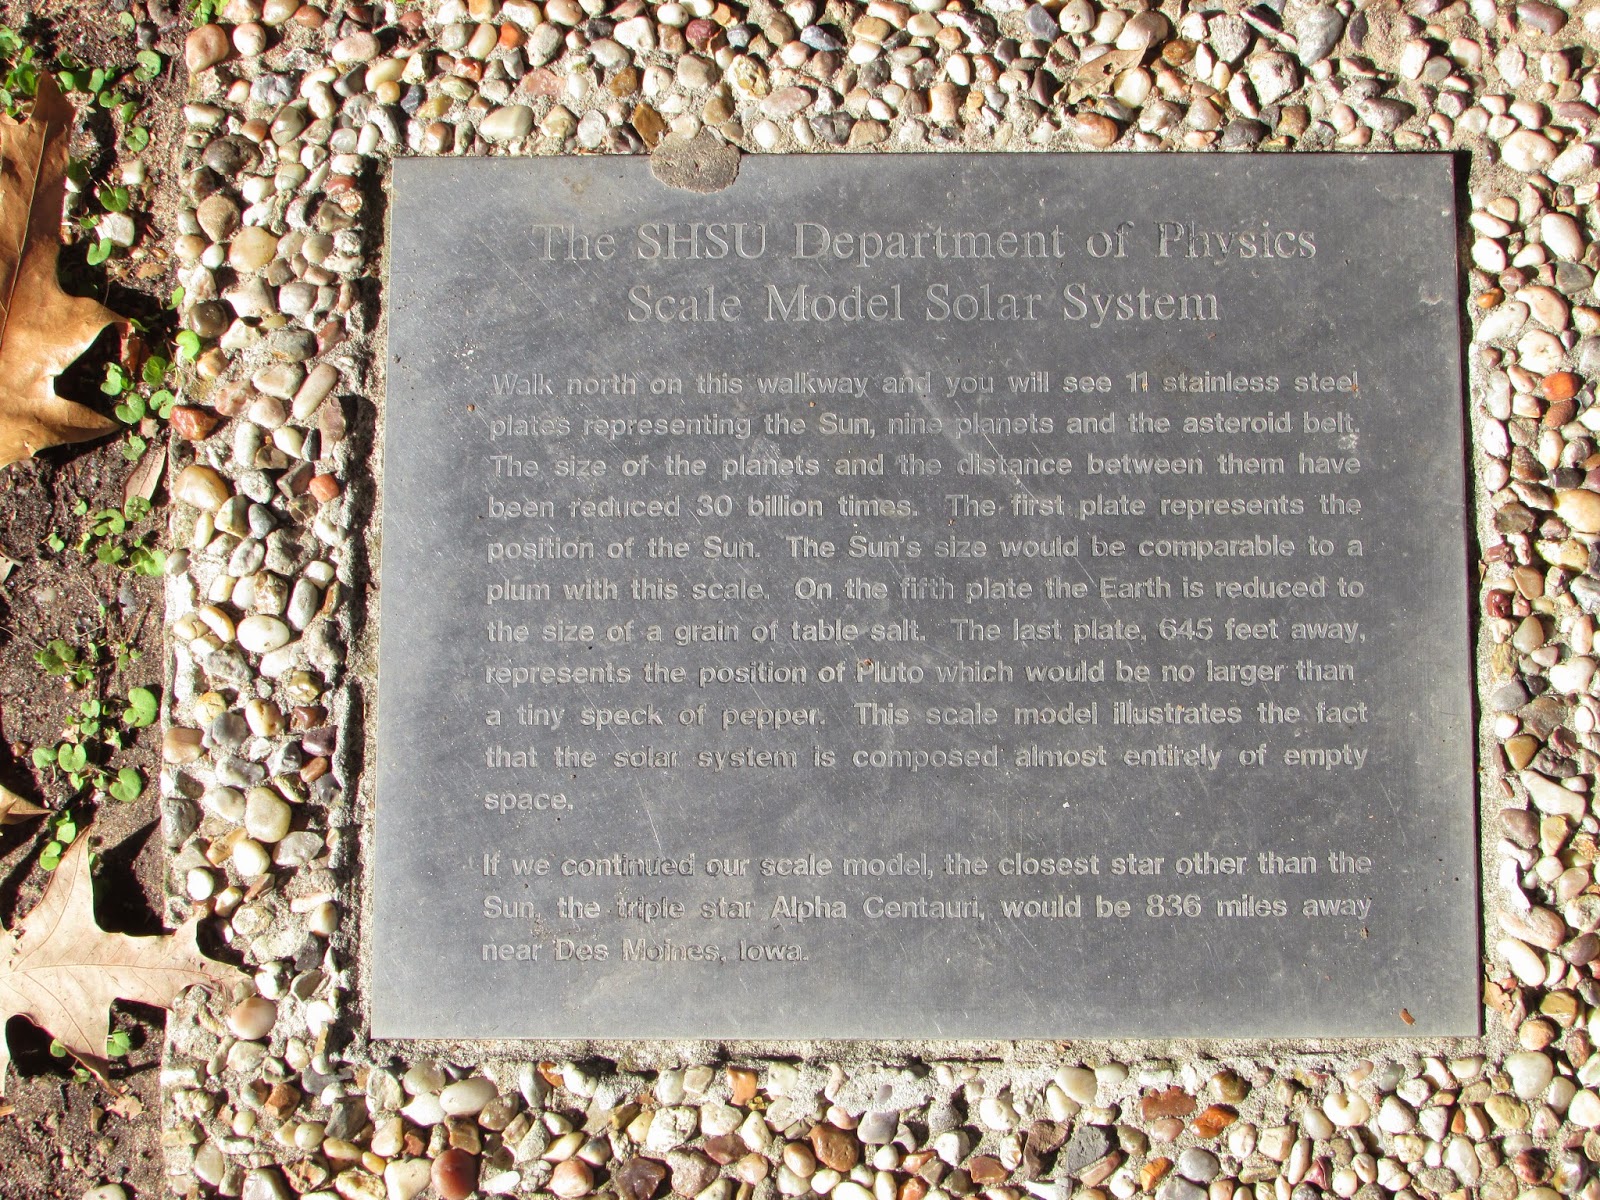 The SHSU Department of Physics
Scale Model Solar System
Walk north on this walkway and you will see 11 stainless steel
plates representing the Sun, nine planets and the asteroid belt.
The size of the planets and the distance between them have
been reduced 30 billion times. The first plate represents the
position of the Sun. The Sun's size would be comparable to a
plum with this scale. On the fifth plate the Earth is reduced to
the size of a grain of table salt. The last plate, 645 feet away,
represents the position of Pluto which would be no larger than
a tiny speck of pepper. This scale model illustrates the fact
that the solar system is composed almost entirely of empty
space.
If we continued our scale model, the closest star other than the
Sun, the triple star Alpha Centauri, would be 836 miles away
near Des Moines, Iowa.